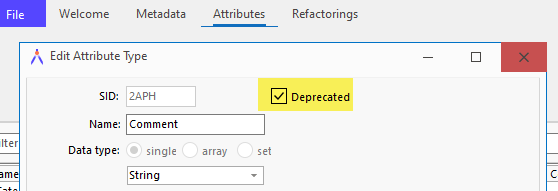 File Welcome Metadata Attributes Refactorings
Edit Attribute Type
SID: 2APH Deprecated
Name: Comment
Data type: single array set
String